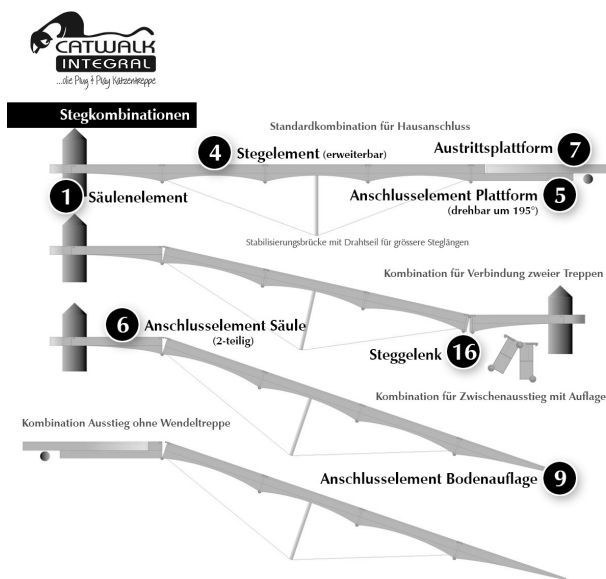 CATWALK
INTEGRAL
...die Plug & Play Katzentreppe
Stegkombinationen
Standardkombination für Hausanschluss
4 Stegelement (erweiterbar)
Austrittsplattform 7
1 Säulenelement
Anschlusselement Plattform 5
(drehbar um 195°)
Stabilisierungsbrücke mit Drahtseil für grössere Steglängen
Kombination für Verbindung zweier Treppen
6 Anschlusselement Säule
(2-teilig)
Steggelenk 16
Kombination für Zwischenausstieg mit Auflage
Kombination Ausstieg ohne Wendeltreppe
Anschlusselement Bodenauflage 9